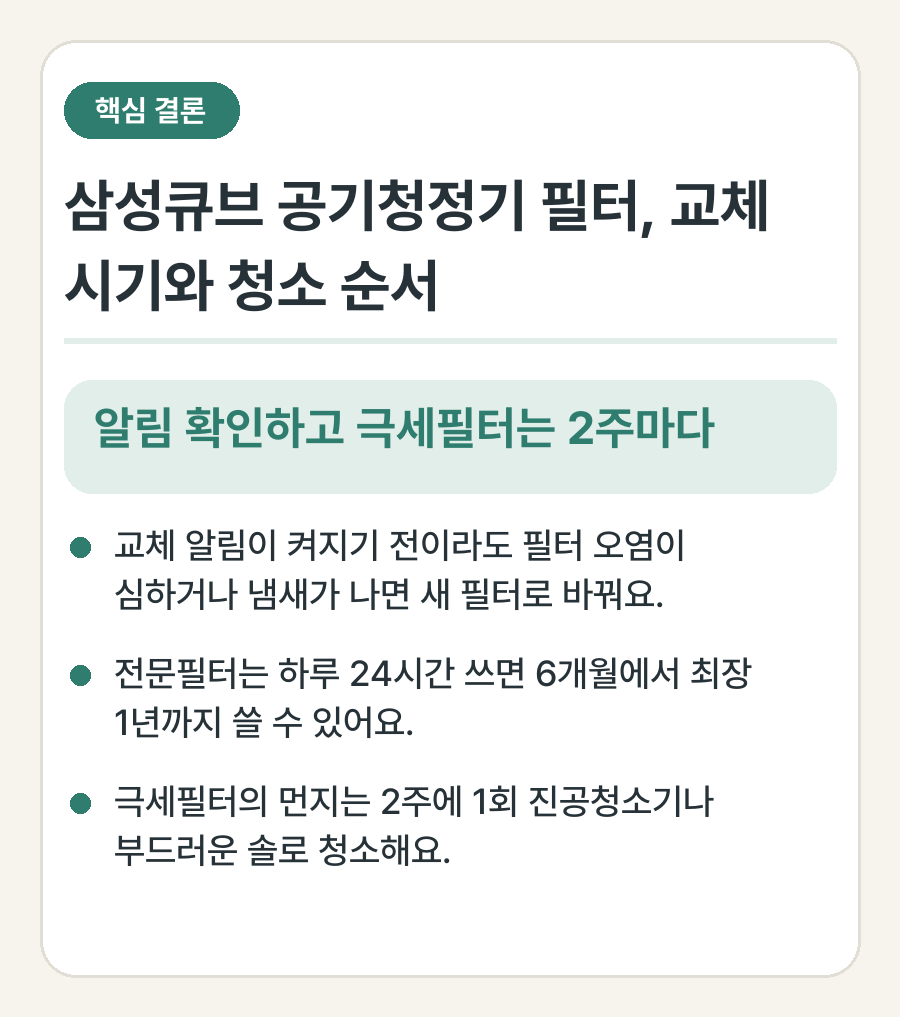 핵심 결론
삼성큐브 공기청정기 필터, 교체
시기와 청소 순서
알림 확인하고 극세필터는 2주마다
교체 알림이 켜지기 전이라도 필터 오염이
심하거나 냄새가 나면 새 필터로 바꿔요.
전문필터는 하루 24시간 쓰면 6개월에서 최장
1년까지 쓸 수 있어요.
극세필터의 먼지는 2주에 1회 진공청소기나
부드러운 솔로 청소해요.